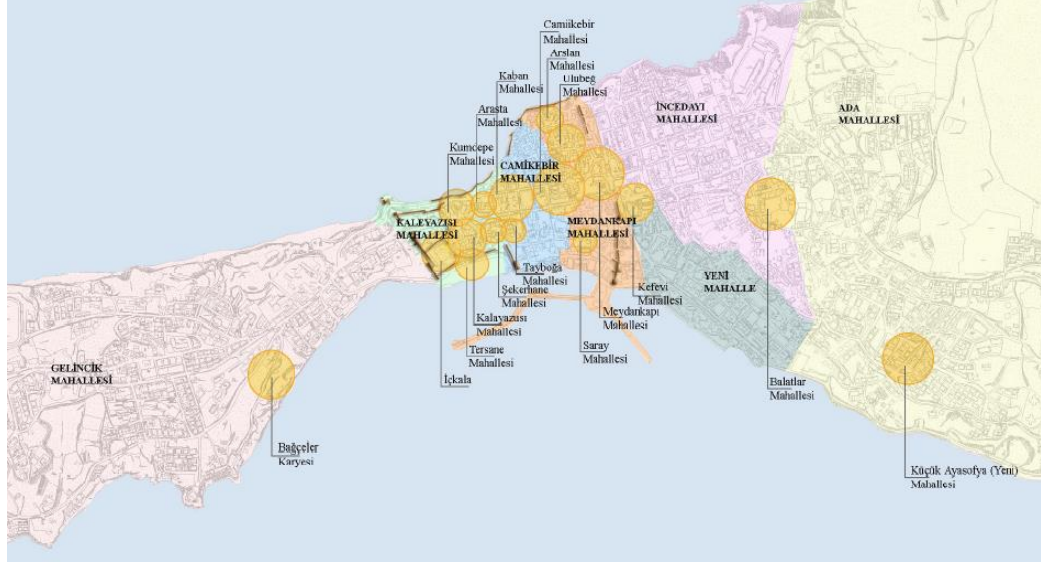 Camiikebir
Mahallesi
Arslan
Mahallesi
Ulubeğ
Mahallesi
Kaban
Mahallesi
Arasta
Mahallesi
Kumdepe
Mahallesi
İNCEDAYI
MAHALLESİ
ADA
MAHALLESİ
CAMİKEBİR
MAHALLESİ
KALEYAZISI
MAHALLESİ
MEYDANKAPI
MAHALLESİ
YENİ
MAHALLE
Tayboğa
Mahallesi
Şekerhane
Mahallesi
Kefevi
Mahallesi
Kalayazusı
Mahallesi
Meydankapı
Mahallesi
Tersane
Mahallesi
Saray
Mahallesi
İçkala
GELİNCİK
MAHALLESİ
Balatlar
Mahallesi
Bağçeler
Karyesi
Küçük Ayasofya (Yeni)
Mahallesi